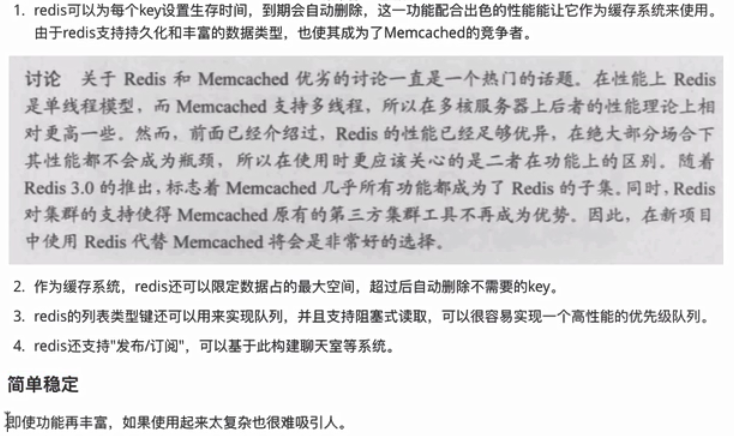 1. redis可以为每个key设置生存时间，到期会自动删除，这一功能配合出色的性能能让它作为缓存系统来使用。
由于redis支持持久化和丰富的数据类型，也使其成为了Memcached的竞争者。
讨论 关于 Redis 和 Memcached 优劣的讨论一直是一个热门的话题。在性能上 Redis
是单线程模型，而 Memcached 支持多线程，所以在多核服务器上后者的性能理论上相
对更高一些。然而，前面已经介绍过，Redis 的性能已经足够优异，在绝大部分场合下
其性能都不会成为瓶颈，所以在使用时更应该关心的是二者在功能上的区别。随着
Redis 3.0 的推出，标志着 Memcached 几乎所有功能都成为了 Redis 的子集。同时，Redis
对集群的支持使得 Memcached 原有的第三方集群工具不再成为优势。因此，在新项目
中使用 Redis 代替 Memcached 将会是非常好的选择。
2. 作为缓存系统，redis还可以限定数据占的最大空间，超过后自动删除不需要的key。
3. redis的列表类型键还可以用来实现队列，并且支持阻塞式读取，可以很容易实现一个高性能的优先级队列。
4. redis还支持"发布/订阅"，可以基于此构建聊天室等系统。
简单稳定
即使功能再丰富，如果使用起来太复杂也很难吸引人。